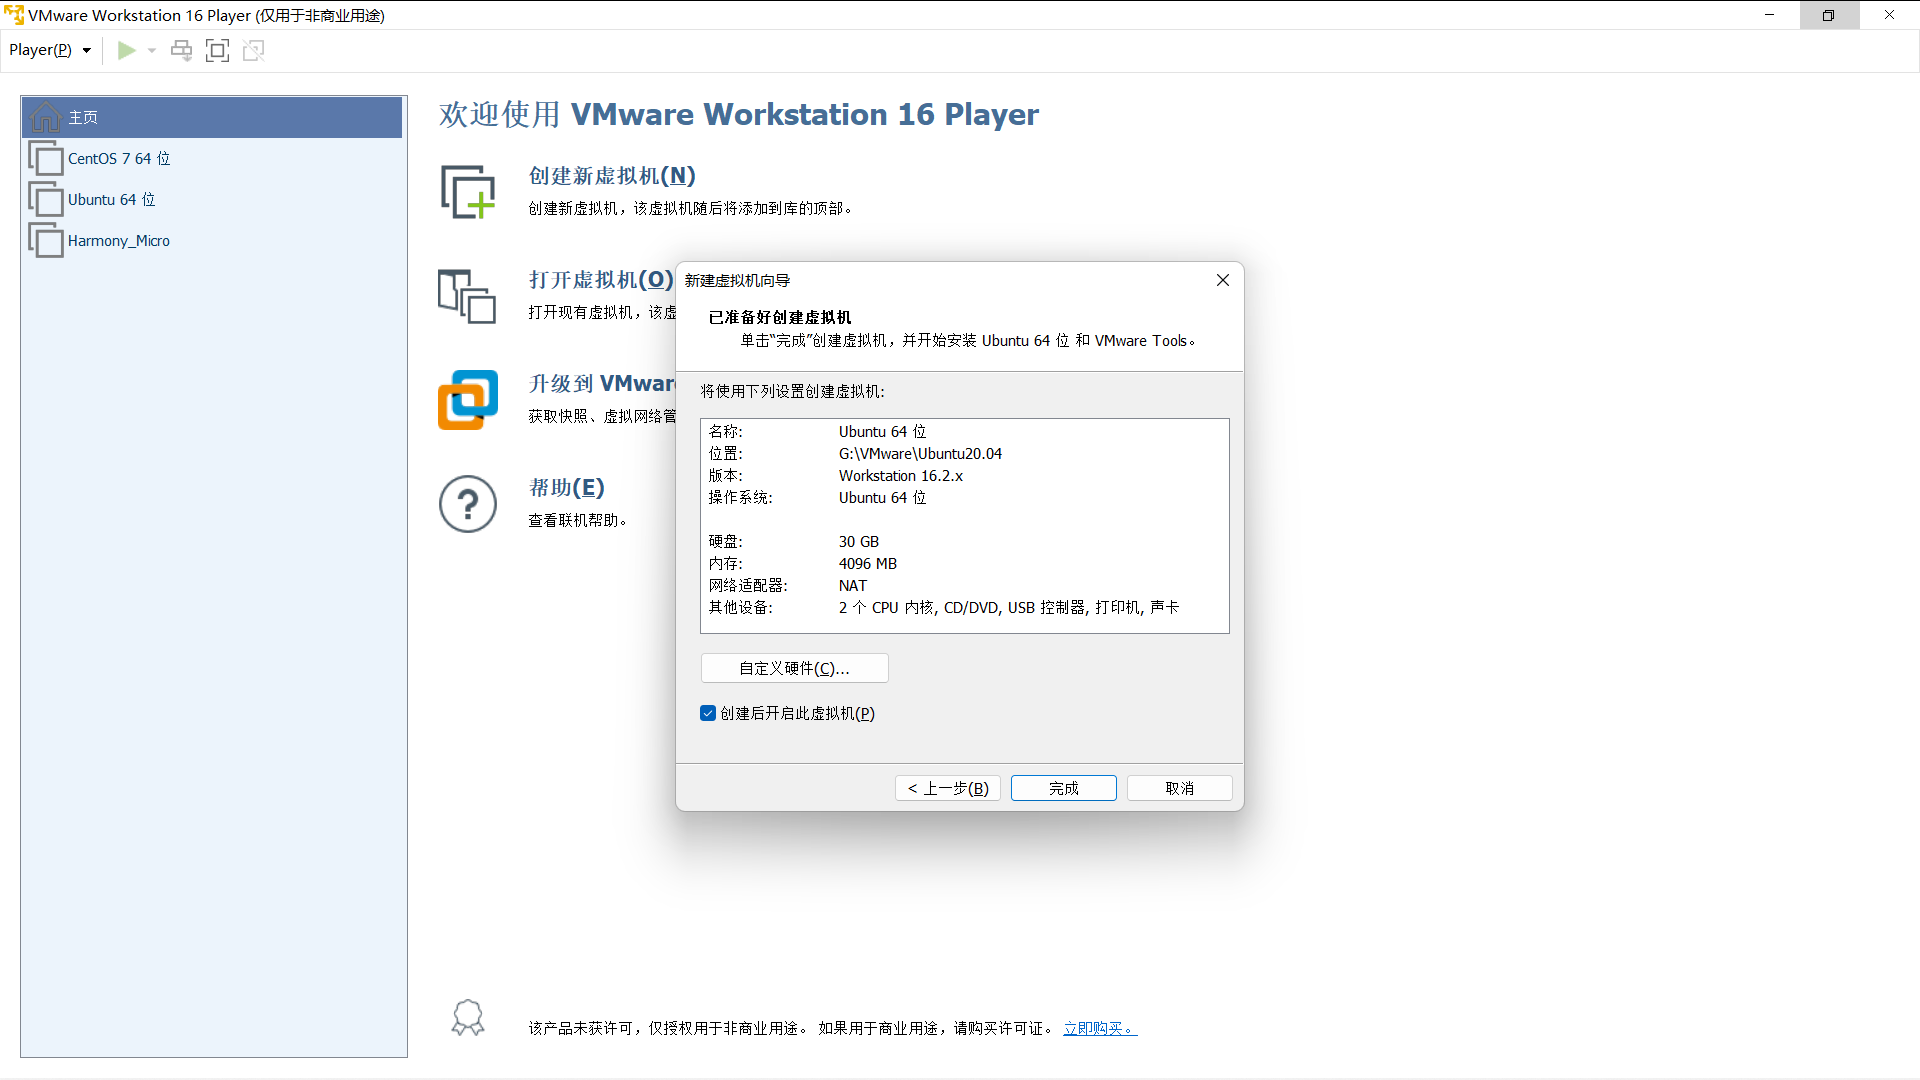 VMware Workstation 16 Player (仅用于非商业用途)
Player(P)
主页
CentOS 7 64 位
Ubuntu 64 位
Harmony_Micro
欢迎使用 VMware Workstation 16 Player
创建新虚拟机(N)
创建新虚拟机，该虚拟机随后将添加到库的顶部。
打开虚拟机(O)
打开现有虚拟机，该虚
升级到 VMwar
获取快照、虚拟网络管
帮助(E)
查看联机帮助。
新建虚拟机向导
已准备好创建虚拟机
单击“完成”创建虚拟机，并开始安装 Ubuntu 64 位 和 VMware Tools。
将使用下列设置创建虚拟机:
名称: Ubuntu 64 位
位置: G:\VMware\Ubuntu20.04
版本: Workstation 16.2.x
操作系统: Ubuntu 64 位
硬盘: 30 GB
内存: 4096 MB
网络适配器: NAT
其他设备: 2 个 CPU 内核, CD/DVD, USB 控制器, 打印机, 声卡
自定义硬件(C)...
创建后开启此虚拟机(P)
< 上一步(B)
完成
取消
该产品未获许可，仅授权用于非商业用途。 如果用于商业用途，请购买许可证。 立即购买。